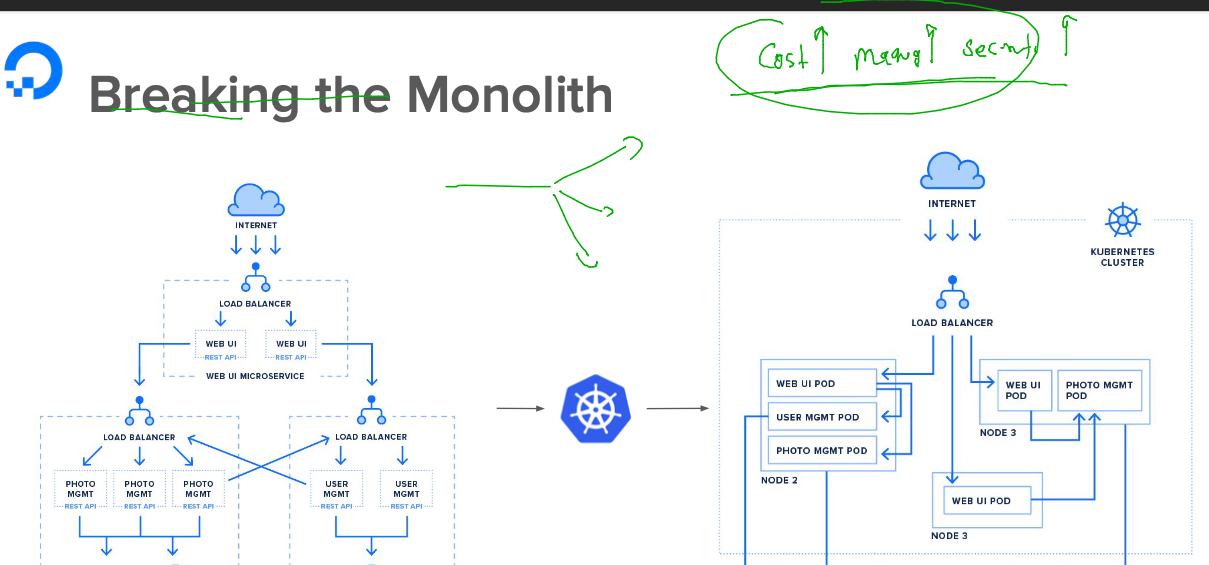 Cost manag
Breaking the Monolith
INTERNET
LOAD BALANCER
WEB UI
REST API
WEB UI
REST API
WEB UI MICROSERVICE
LOAD BALANCER
PHOTO
MGMT
REST API
PHOTO
MGMT
REST API
PHOTO
MGMT
REST API
LOAD BALANCER
USER
MGMT
REST API
USER
MGMT
REST API
INTERNET
KUBERNETES
CLUSTER
LOAD BALANCER
WEB UI POD
USER MGMT POD
PHOTO MGMT POD
NODE 2
WEB UI
POD
PHOTO MGMT
POD
NODE 3
WEB UI POD
NODE 3